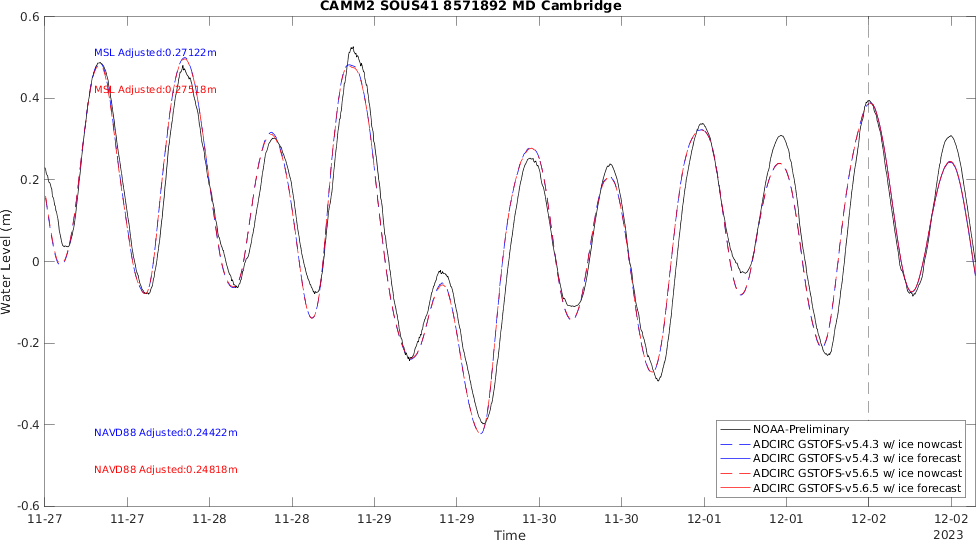 CAMM2 SOUS41 8571892 MD Cambridge
0.6
MSL Adjusted:0.27122m
MSL Adjusted:0.27518m
0.4
0.2
Water Level (m)
0
-0.2
-0.4
NAVD88 Adjusted:0.24422m
NAVD88 Adjusted:0.24818m
-0.6
NOAA-Preliminary
ADCIRC GSTOFS-v5.4.3 w/ ice nowcast
ADCIRC GSTOFS-v5.4.3 w/ ice forecast
ADCIRC GSTOFS-v5.6.5 w/ ice nowcast
ADCIRC GSTOFS-v5.6.5 w/ ice forecast
11-27 11-27 11-28 11-28 11-29 11-29 11-30 11-30 12-01 12-01 12-02 12-02
Time
2023